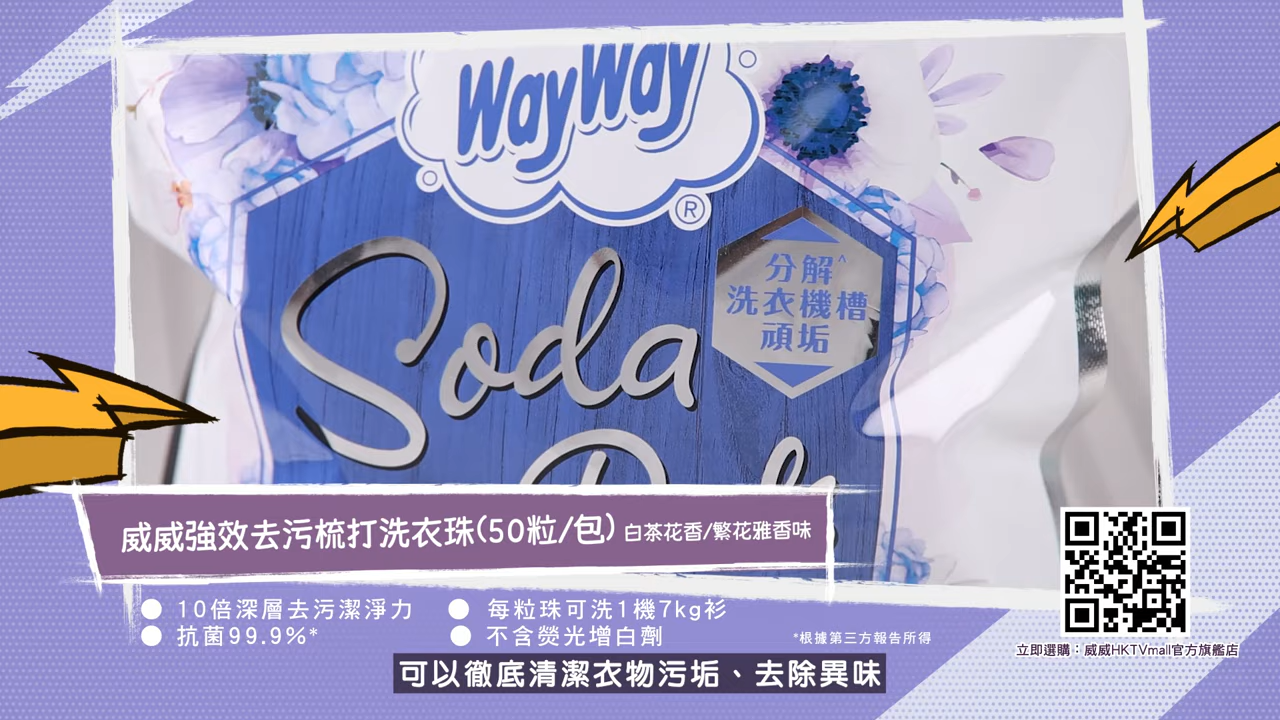 WayWay
®
分解^
洗衣機槽
頑垢
Soda
威威強效去污梳打洗衣珠(50粒/包) 白茶花香/繁花雅香味
● 10倍深層去污潔淨力 ● 每粒珠可洗1機7kg衫
● 抗菌99.9%* ● 不含熒光增白劑 *根據第三方報告所得
立即選購：威威HKTVmall官方旗艦店
可以徹底清潔衣物污垢、去除異味